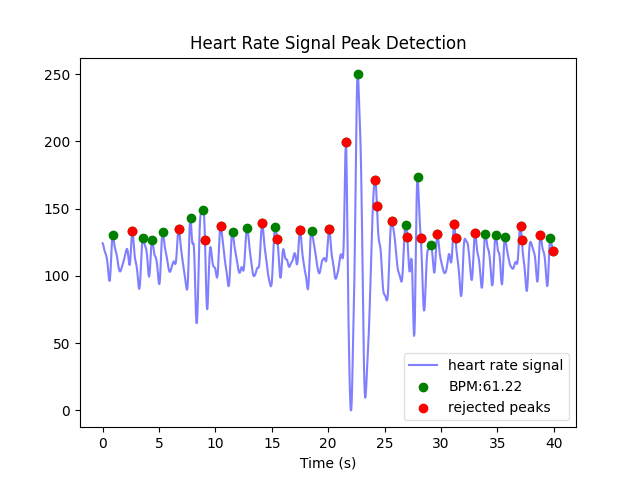 Heart Rate Signal Peak Detection
250
200
150
100
50
0
heart rate signal
BPM:61.22
rejected peaks
0 5 10 15 20 25 30 35 40
Time (s)